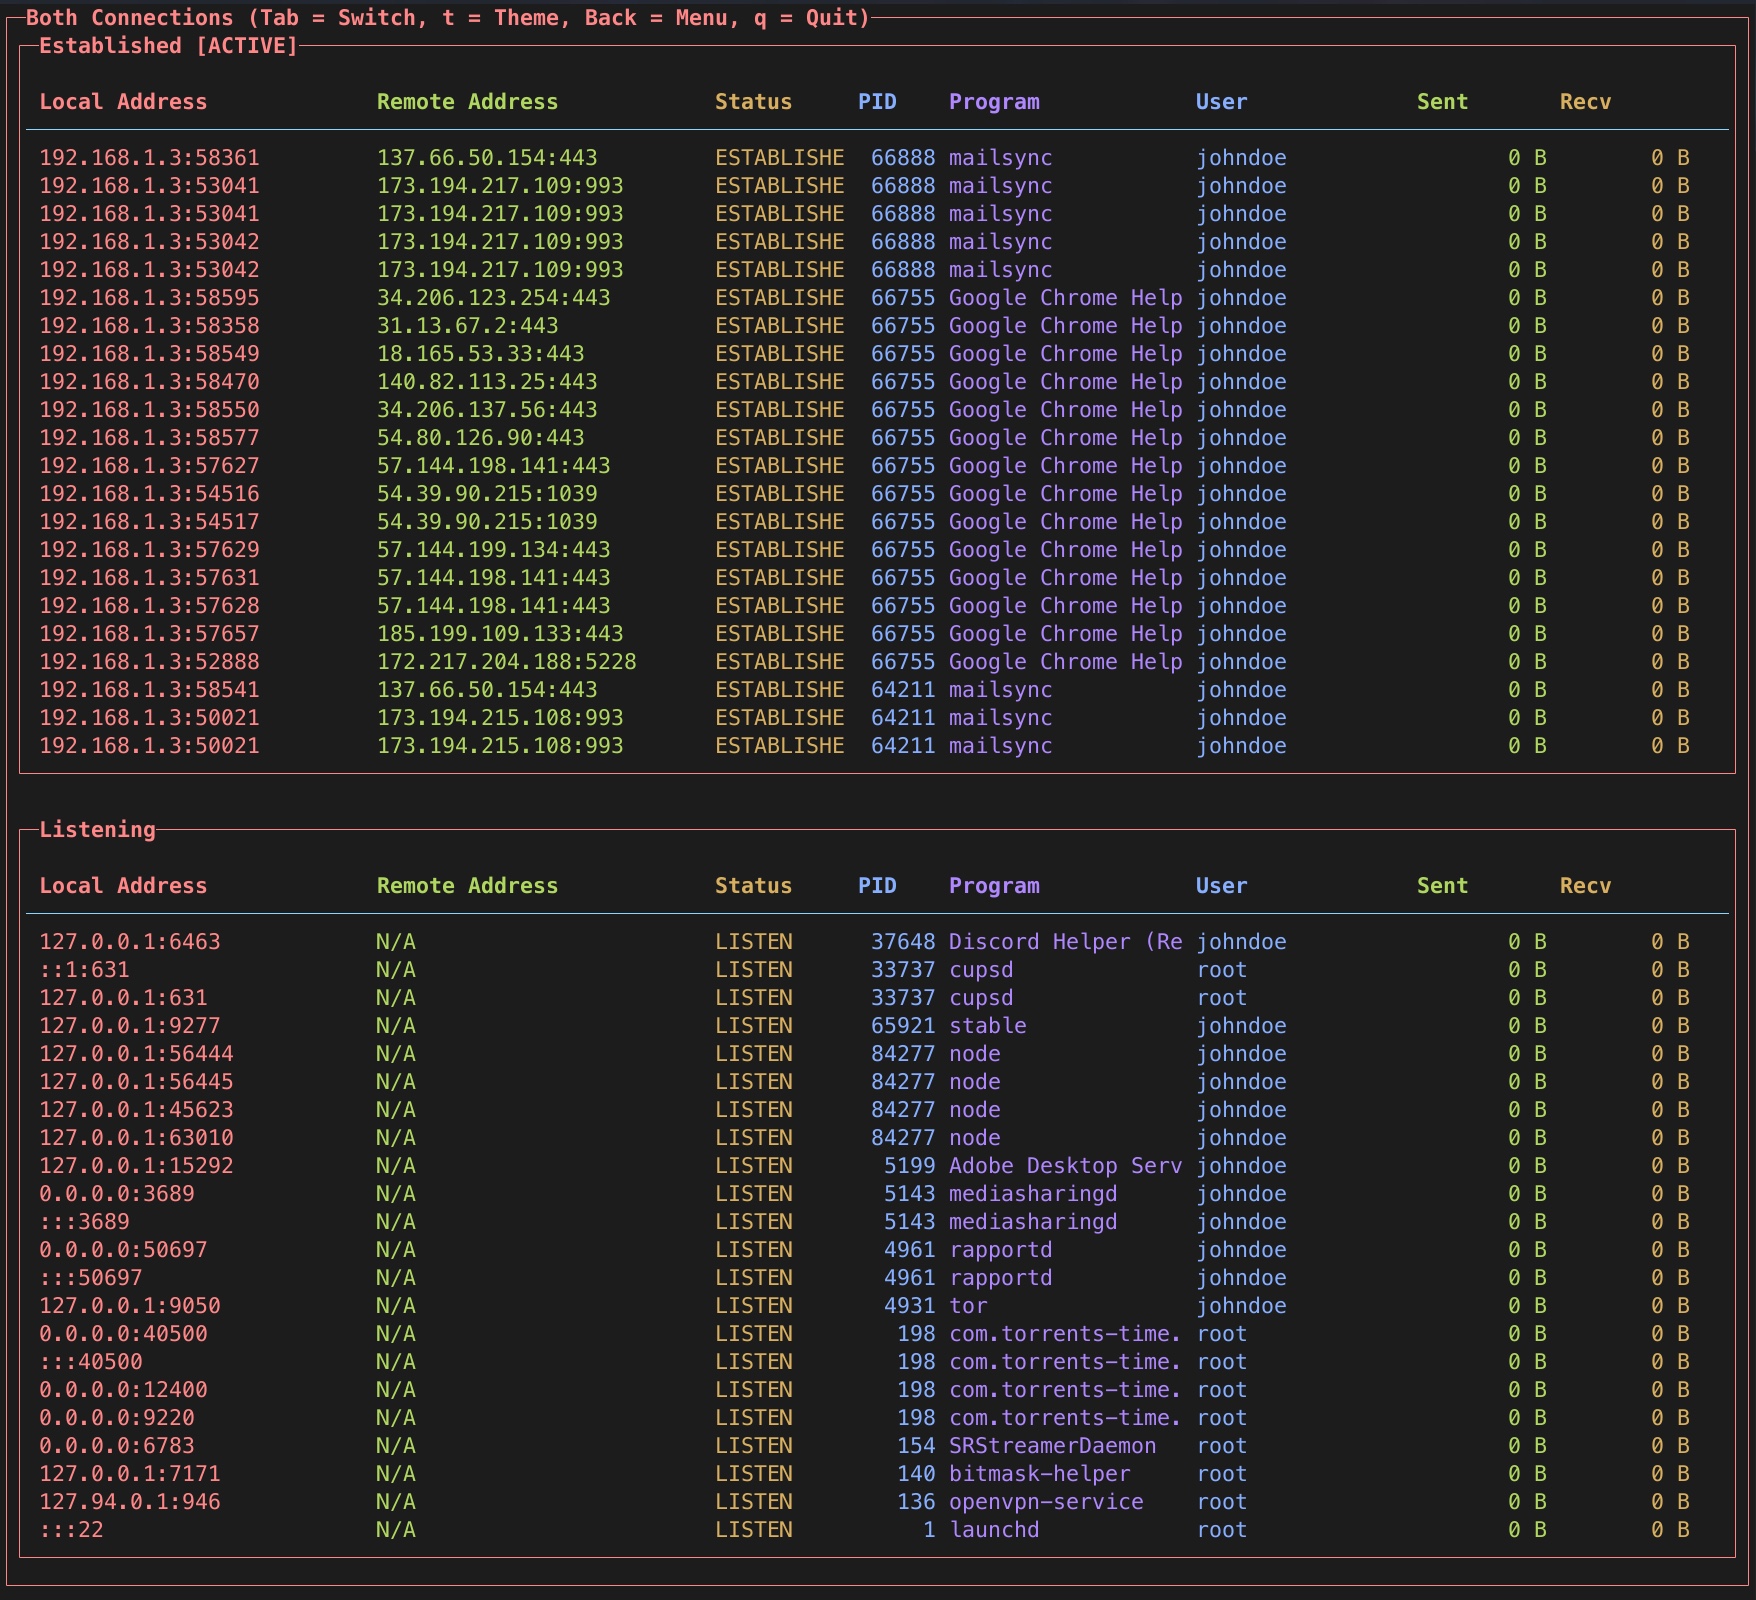 Both Connections (Tab = Switch, t = Theme, Back = Menu, q = Quit)
Established [ACTIVE]
Local Address Remote Address Status PID Program User Sent Recv
192.168.1.3:58361 137.66.50.154:443 ESTABLISHE 66888 mailsync johndoe 0 B 0 B
192.168.1.3:53041 173.194.217.109:993 ESTABLISHE 66888 mailsync johndoe 0 B 0 B
192.168.1.3:53041 173.194.217.109:993 ESTABLISHE 66888 mailsync johndoe 0 B 0 B
192.168.1.3:53042 173.194.217.109:993 ESTABLISHE 66888 mailsync johndoe 0 B 0 B
192.168.1.3:53042 173.194.217.109:993 ESTABLISHE 66888 mailsync johndoe 0 B 0 B
192.168.1.3:58595 34.206.123.254:443 ESTABLISHE 66755 Google Chrome Help johndoe 0 B 0 B
192.168.1.3:58358 31.13.67.2:443 ESTABLISHE 66755 Google Chrome Help johndoe 0 B 0 B
192.168.1.3:58549 18.165.53.33:443 ESTABLISHE 66755 Google Chrome Help johndoe 0 B 0 B
192.168.1.3:58470 140.82.113.25:443 ESTABLISHE 66755 Google Chrome Help johndoe 0 B 0 B
192.168.1.3:58550 34.206.137.56:443 ESTABLISHE 66755 Google Chrome Help johndoe 0 B 0 B
192.168.1.3:58577 54.80.126.90:443 ESTABLISHE 66755 Google Chrome Help johndoe 0 B 0 B
192.168.1.3:57627 57.144.198.141:443 ESTABLISHE 66755 Google Chrome Help johndoe 0 B 0 B
192.168.1.3:54516 54.39.90.215:1039 ESTABLISHE 66755 Google Chrome Help johndoe 0 B 0 B
192.168.1.3:54517 54.39.90.215:1039 ESTABLISHE 66755 Google Chrome Help johndoe 0 B 0 B
192.168.1.3:57629 57.144.199.134:443 ESTABLISHE 66755 Google Chrome Help johndoe 0 B 0 B
192.168.1.3:57631 57.144.198.141:443 ESTABLISHE 66755 Google Chrome Help johndoe 0 B 0 B
192.168.1.3:57628 57.144.198.141:443 ESTABLISHE 66755 Google Chrome Help johndoe 0 B 0 B
192.168.1.3:57657 185.199.109.133:443 ESTABLISHE 66755 Google Chrome Help johndoe 0 B 0 B
192.168.1.3:52888 172.217.204.188:5228 ESTABLISHE 66755 Google Chrome Help johndoe 0 B 0 B
192.168.1.3:58541 137.66.50.154:443 ESTABLISHE 64211 mailsync johndoe 0 B 0 B
192.168.1.3:50021 173.194.215.108:993 ESTABLISHE 64211 mailsync johndoe 0 B 0 B
192.168.1.3:50021 173.194.215.108:993 ESTABLISHE 64211 mailsync johndoe 0 B 0 B
Listening
Local Address Remote Address Status PID Program User Sent Recv
127.0.0.1:6463 N/A LISTEN 37648 Discord Helper (Re johndoe 0 B 0 B
::1:631 N/A LISTEN 33737 cupsd root 0 B 0 B
127.0.0.1:631 N/A LISTEN 33737 cupsd root 0 B 0 B
127.0.0.1:9277 N/A LISTEN 65921 stable johndoe 0 B 0 B
127.0.0.1:56444 N/A LISTEN 84277 node johndoe 0 B 0 B
127.0.0.1:56445 N/A LISTEN 84277 node johndoe 0 B 0 B
127.0.0.1:45623 N/A LISTEN 84277 node johndoe 0 B 0 B
127.0.0.1:63010 N/A LISTEN 84277 node johndoe 0 B 0 B
127.0.0.1:15292 N/A LISTEN 5199 Adobe Desktop Serv johndoe 0 B 0 B
0.0.0.0:3689 N/A LISTEN 5143 mediasharingd johndoe 0 B 0 B
:::3689 N/A LISTEN 5143 mediasharingd johndoe 0 B 0 B
0.0.0.0:50697 N/A LISTEN 4961 rapportd johndoe 0 B 0 B
:::50697 N/A LISTEN 4961 rapportd johndoe 0 B 0 B
127.0.0.1:9050 N/A LISTEN 4931 tor johndoe 0 B 0 B
0.0.0.0:40500 N/A LISTEN 198 com.torrents-time. root 0 B 0 B
:::40500 N/A LISTEN 198 com.torrents-time. root 0 B 0 B
0.0.0.0:12400 N/A LISTEN 198 com.torrents-time. root 0 B 0 B
0.0.0.0:9220 N/A LISTEN 198 com.torrents-time. root 0 B 0 B
0.0.0.0:6783 N/A LISTEN 154 SRStreamerDaemon root 0 B 0 B
127.0.0.1:7171 N/A LISTEN 140 bitmask-helper root 0 B 0 B
127.94.0.1:946 N/A LISTEN 136 openvpn-service root 0 B 0 B
:::22 N/A LISTEN 1 launchd root 0 B 0 B